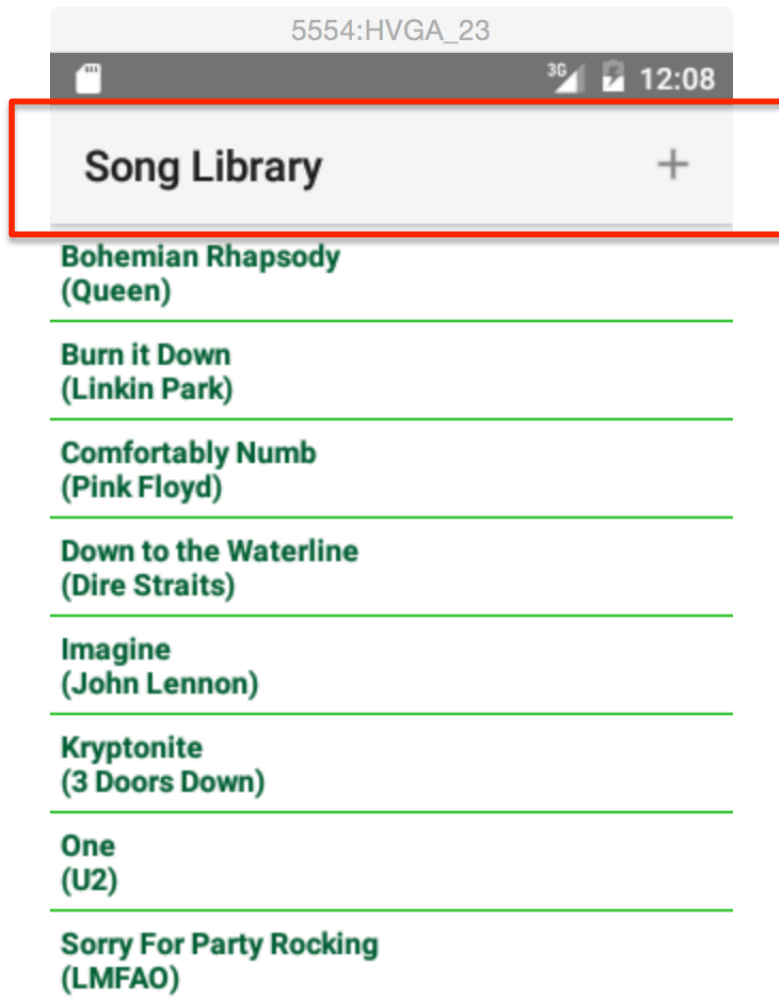 5554:HVGA_23
3G 12:08
Song Library +
Bohemian Rhapsody
(Queen)
Burn it Down
(Linkin Park)
Comfortably Numb
(Pink Floyd)
Down to the Waterline
(Dire Straits)
Imagine
(John Lennon)
Kryptonite
(3 Doors Down)
One
(U2)
Sorry For Party Rocking
(LMFAO)